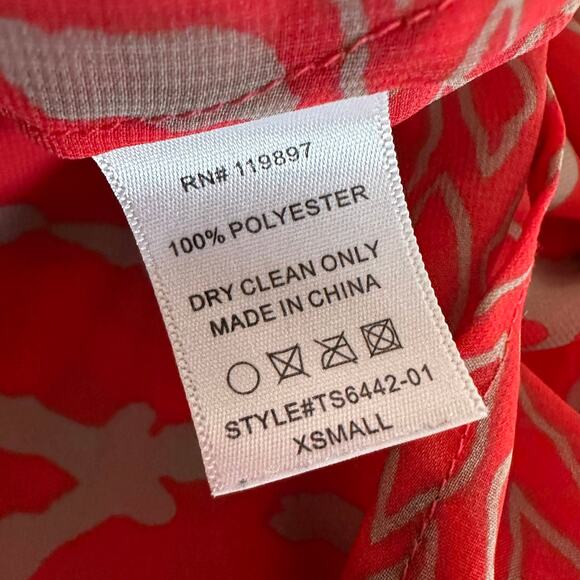 RN# 119897
100% POLYESTER
DRY CLEAN ONLY
MADE IN CHINA
STYLE#TS6442-01
XSMALL